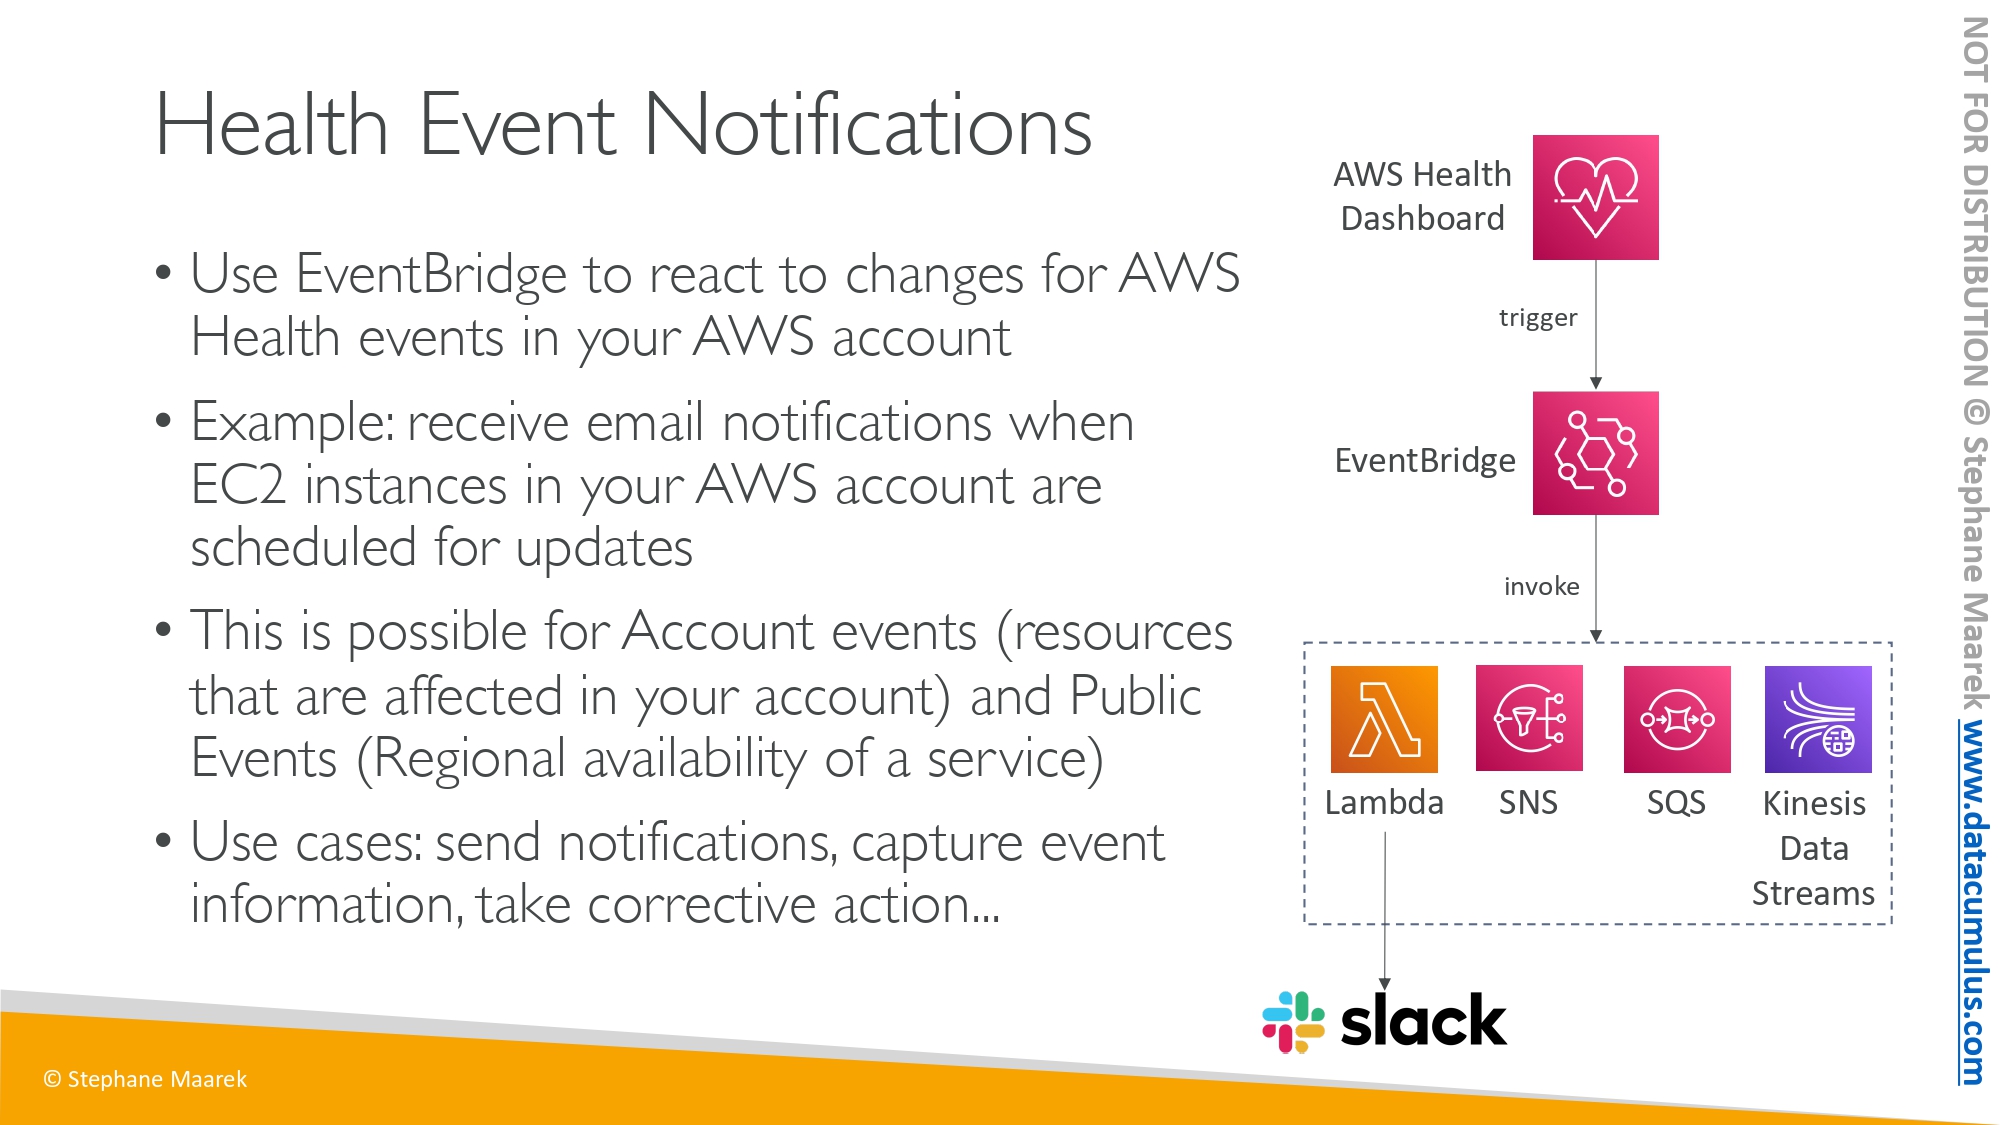 Health Event Notifications
• Use EventBridge to react to changes for AWS
Health events in your AWS account
• Example: receive email notifications when
EC2 instances in your AWS account are
scheduled for updates
• This is possible for Account events (resources
that are affected in your account) and Public
Events (Regional availability of a service)
• Use cases: send notifications, capture event
information, take corrective action...
AWS Health
Dashboard
trigger
EventBridge
invoke
Lambda
SNS
SQS
Kinesis
Data
Streams
slack
© Stephane Maarek
NOT FOR DISTRIBUTION © Stephane Maarek www.datacumulus.com